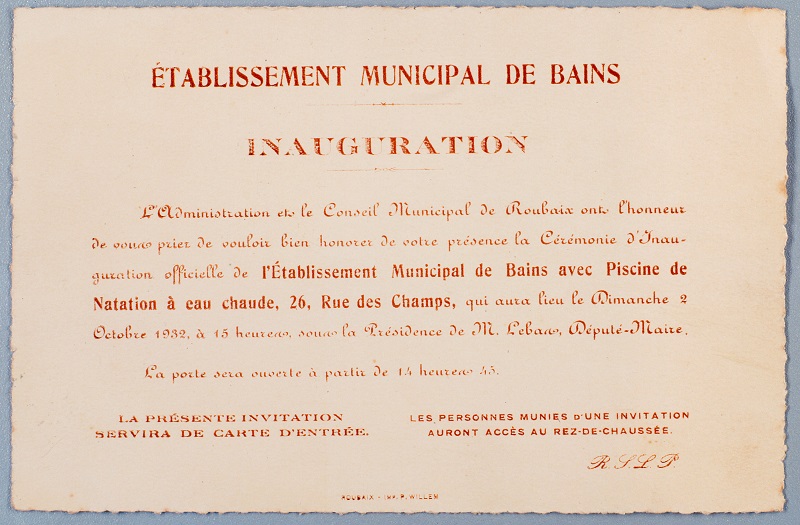 ÉTABLISSEMENT MUNICIPAL DE BAINS
INAUGURATION
L'Administration et le Conseil Municipal de Roubaix ont l'honneur
de vous prier de vouloir bien honorer de votre présence la Cérémonie d'Inau-
guration officielle de l'Établissement Municipal de Bains avec Piscine de
Natation à eau chaude, 26, Rue des Champs, qui aura lieu le Dimanche 2
Octobre 1932, à 15 heures, sous la Présidence de M. Lebas, Député-Maire.
La porte sera ouverte à partir de 14 heures 45.
LA PRÉSENTE INVITATION
SERVIRA DE CARTE D'ENTRÉE.
LES PERSONNES MUNIES D'UNE INVITATION
AURONT ACCÈS AU REZ-DE-CHAUSSÉE.
R. S. L. P.
ROUBAIX - IMP. P. WILLEM